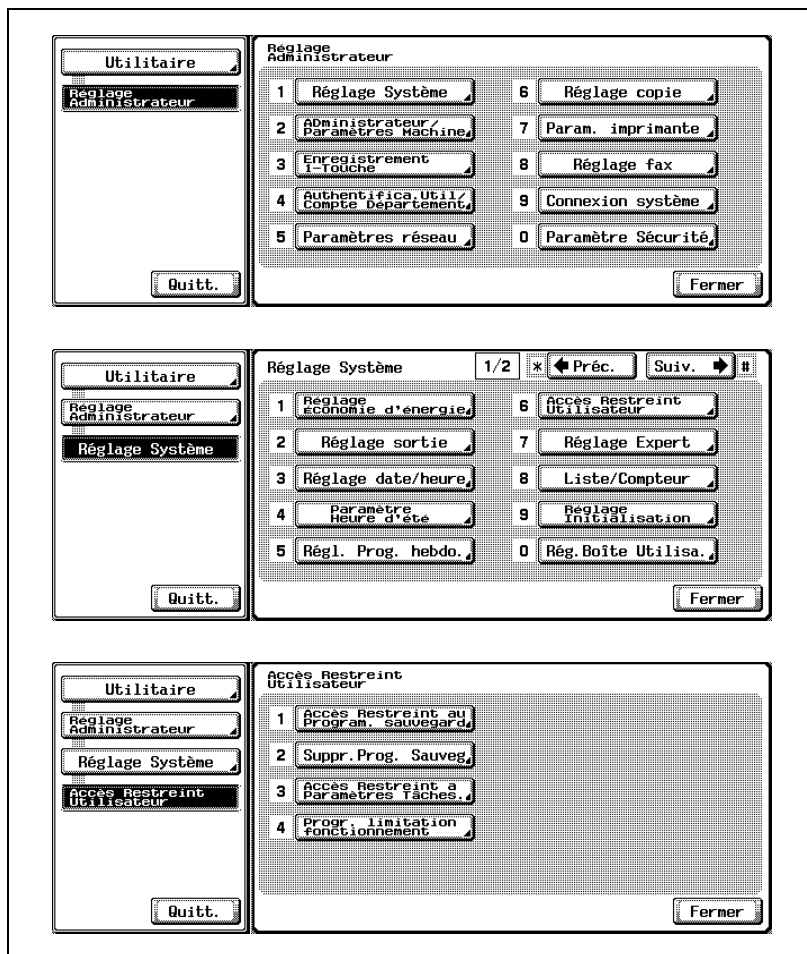 Utilitaire
Réglage
Administrateur
Quitt.
Réglage
Administrateur
1 Réglage Système
2 ADministrateur/
Paramètres Machine
3 Enregistrement
1-Touche
4 Authentifica.Util/
Compte Département
5 Paramètres réseau
6 Réglage copie
7 Param. imprimante
8 Réglage fax
9 Connexion système
0 Paramètre Sécurité
Fermer
Utilitaire
Réglage
Administrateur
Réglage Système
Quitt.
Réglage Système 1/2 * Préc. Suiv. #
1 Réglage
Économie d'énergie
2 Réglage sortie
3 Réglage date/heure
4 Paramètre
Heure d'été
5 Régl. Prog. hebdo.
6 Accès Restreint
Utilisateur
7 Réglage Expert
8 Liste/Compteur
9 Réglage
Initialisation
0 Rég.Boîte Utilisa.
Fermer
Utilitaire
Réglage
Administrateur
Réglage Système
Accès Restreint
Utilisateur
Quitt.
Accès Restreint
Utilisateur
1 Accès Restreint au
Program. sauvegard
2 Suppr.Prog. Sauveg
3 Accès Restreint a
Paramètres Tâches.
4 Progr. limitation
fonctionnement
Fermer